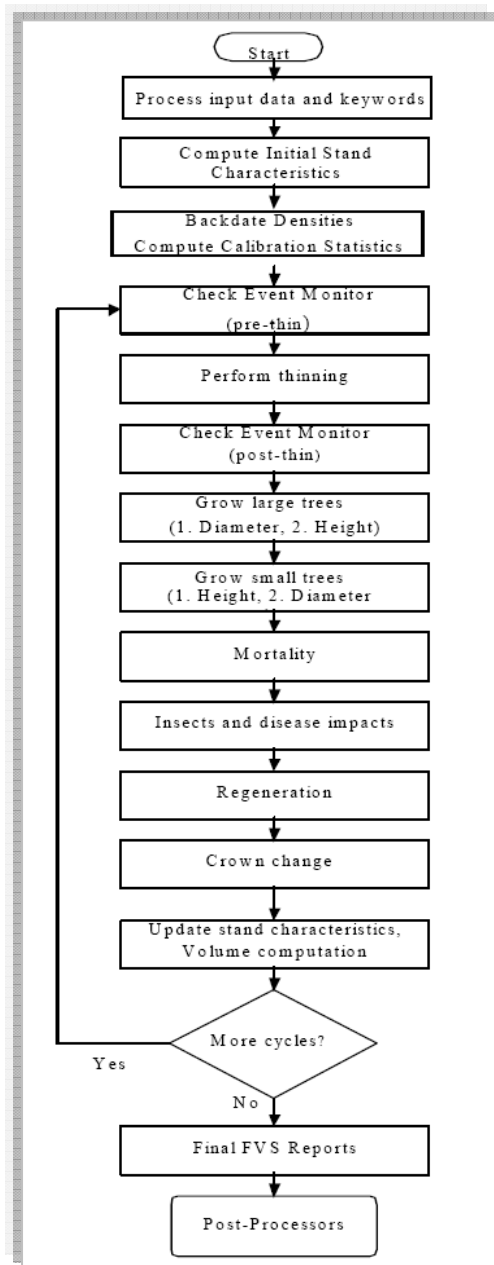 Start
Process input data and keywords
Compute Initial Stand
Characteristics
Backdate Densities
Compute Calibration Statistics
Check Event Monitor
(pre-thin)
Perform thinning
Check Event Monitor
(post-thin)
Grow large trees
(1. Diameter, 2. Height)
Grow small trees
(1. Height, 2. Diameter
Mortality
Insects and disease impacts
Regeneration
Crown change
Update stand characteristics,
Volume computation
More cycles?
Yes
No
Final FVS Reports
Post-Processors